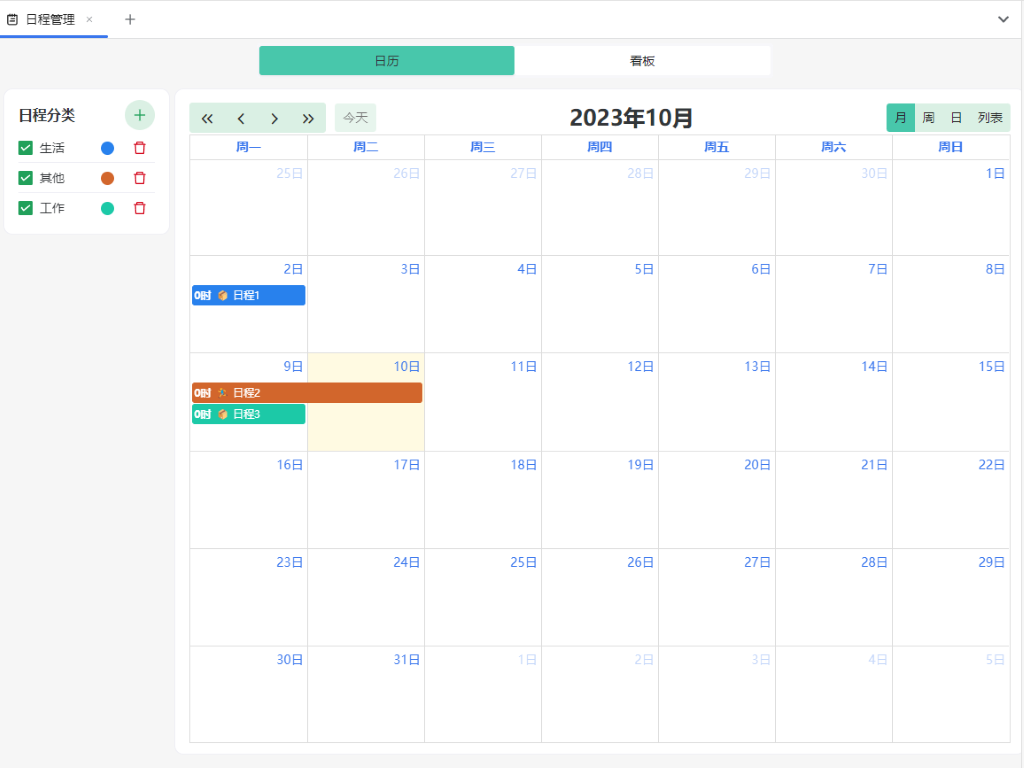 日程管理
日历
看板
日程分类
生活
其他
工作
今天
2023年10月
月 周 日 列表
周一 周二 周三 周四 周五 周六 周日
25日 26日 27日 28日 29日 30日 1日
2日 3日 4日 5日 6日 7日 8日
0时 日程1
9日 10日 11日 12日 13日 14日 15日
0时 日程2
0时 日程3
16日 17日 18日 19日 20日 21日 22日
23日 24日 25日 26日 27日 28日 29日
30日 31日 1日 2日 3日 4日 5日